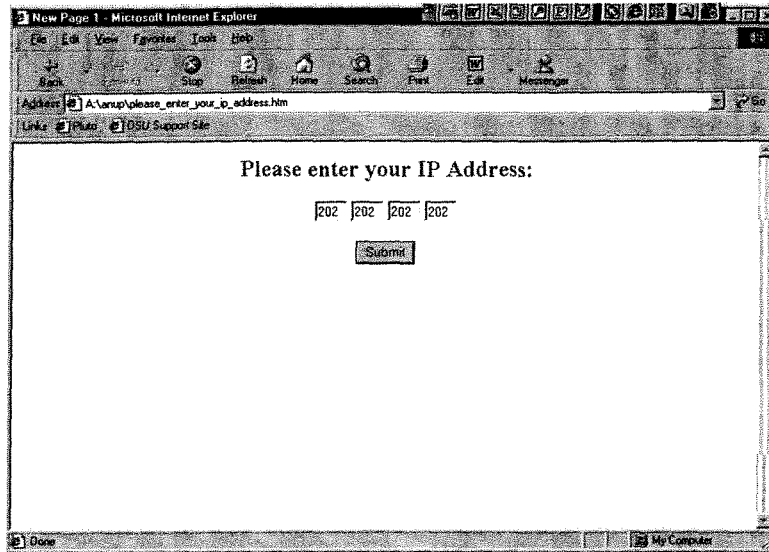 New Page 1 - Microsoft Internet Explorer
File Edit View Favorites Tools Help
Back Stop Refresh Home Search Print Edit Messenger
Address A:\anup\please_enter_your_ip_address.htm Go
Links Pluto OSU Support Site
Please enter your IP Address:
202 202 202 202
Submit
Done My Computer